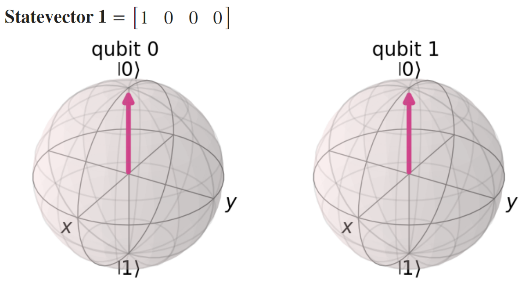 Statevector 1 = [1 0 0 0]
qubit 0
|0⟩
x
y
|1⟩
qubit 1
|0⟩
x
y
|1⟩